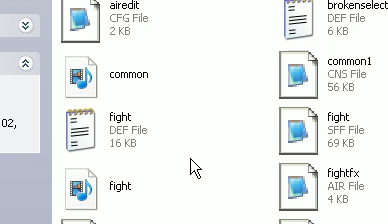 airedit
CFG File
2 KB
brokenselect
DEF File
6 KB
common
common1
CNS File
56 KB
02,
fight
DEF File
16 KB
fight
SFF File
69 KB
fight
fightfx
AIR File
4 KB